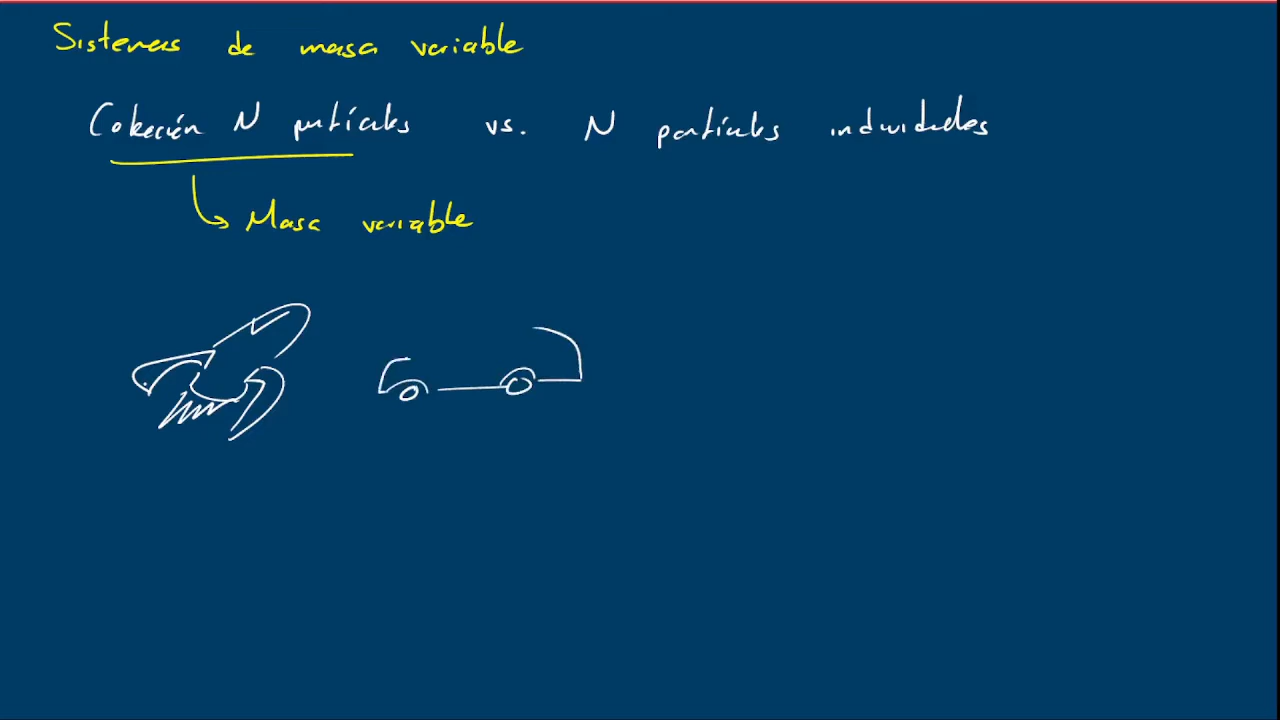 Sistemas de masa variable
Colección N partículas vs. N partículas individuales
Masa variable